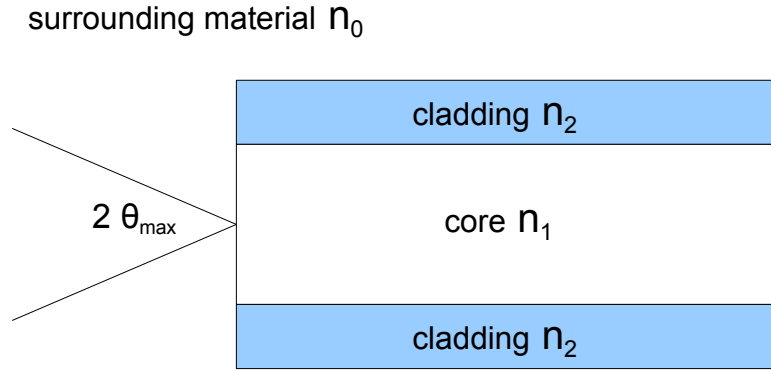 surrounding material n₀
cladding n₂
2 θmax
core n₁
cladding n₂